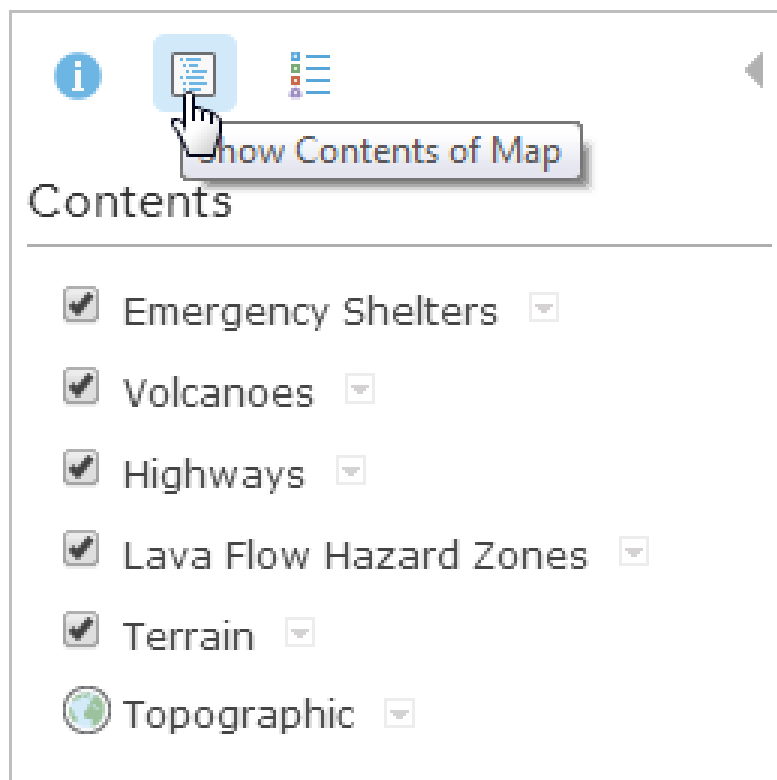 Show Contents of Map
Contents
Emergency Shelters
Volcanoes
Highways
Lava Flow Hazard Zones
Terrain
Topographic